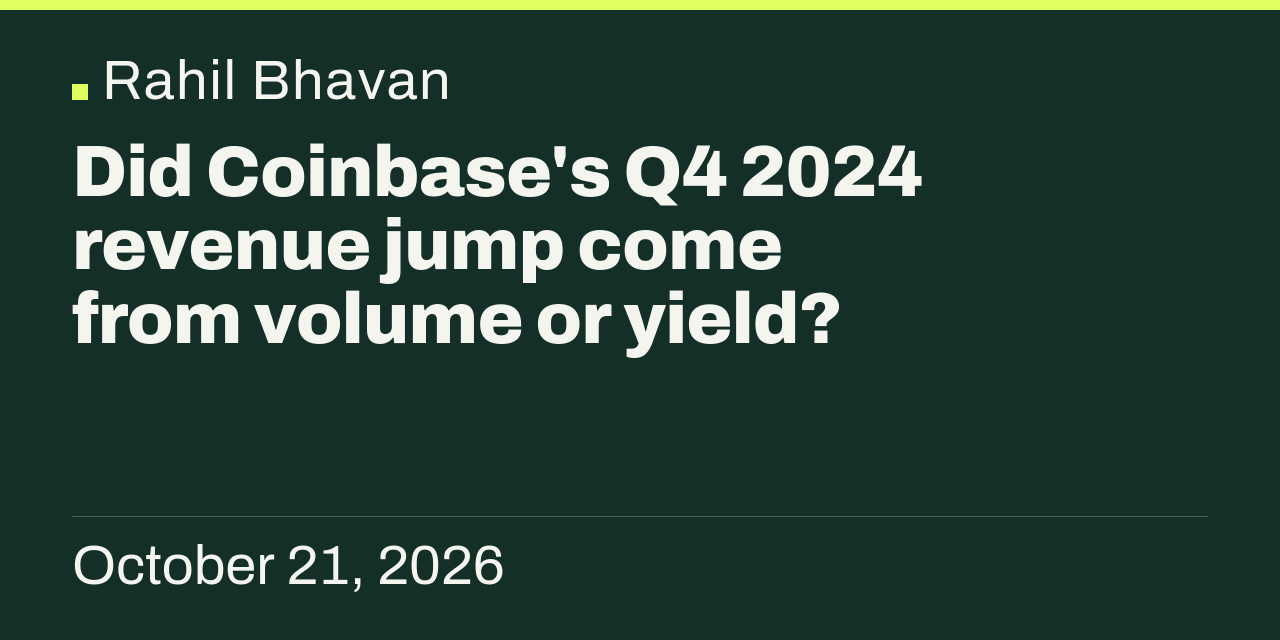 Rahil Bhavan
Did Coinbase's Q4 2024
revenue jump come
from volume or yield?
October 21, 2026